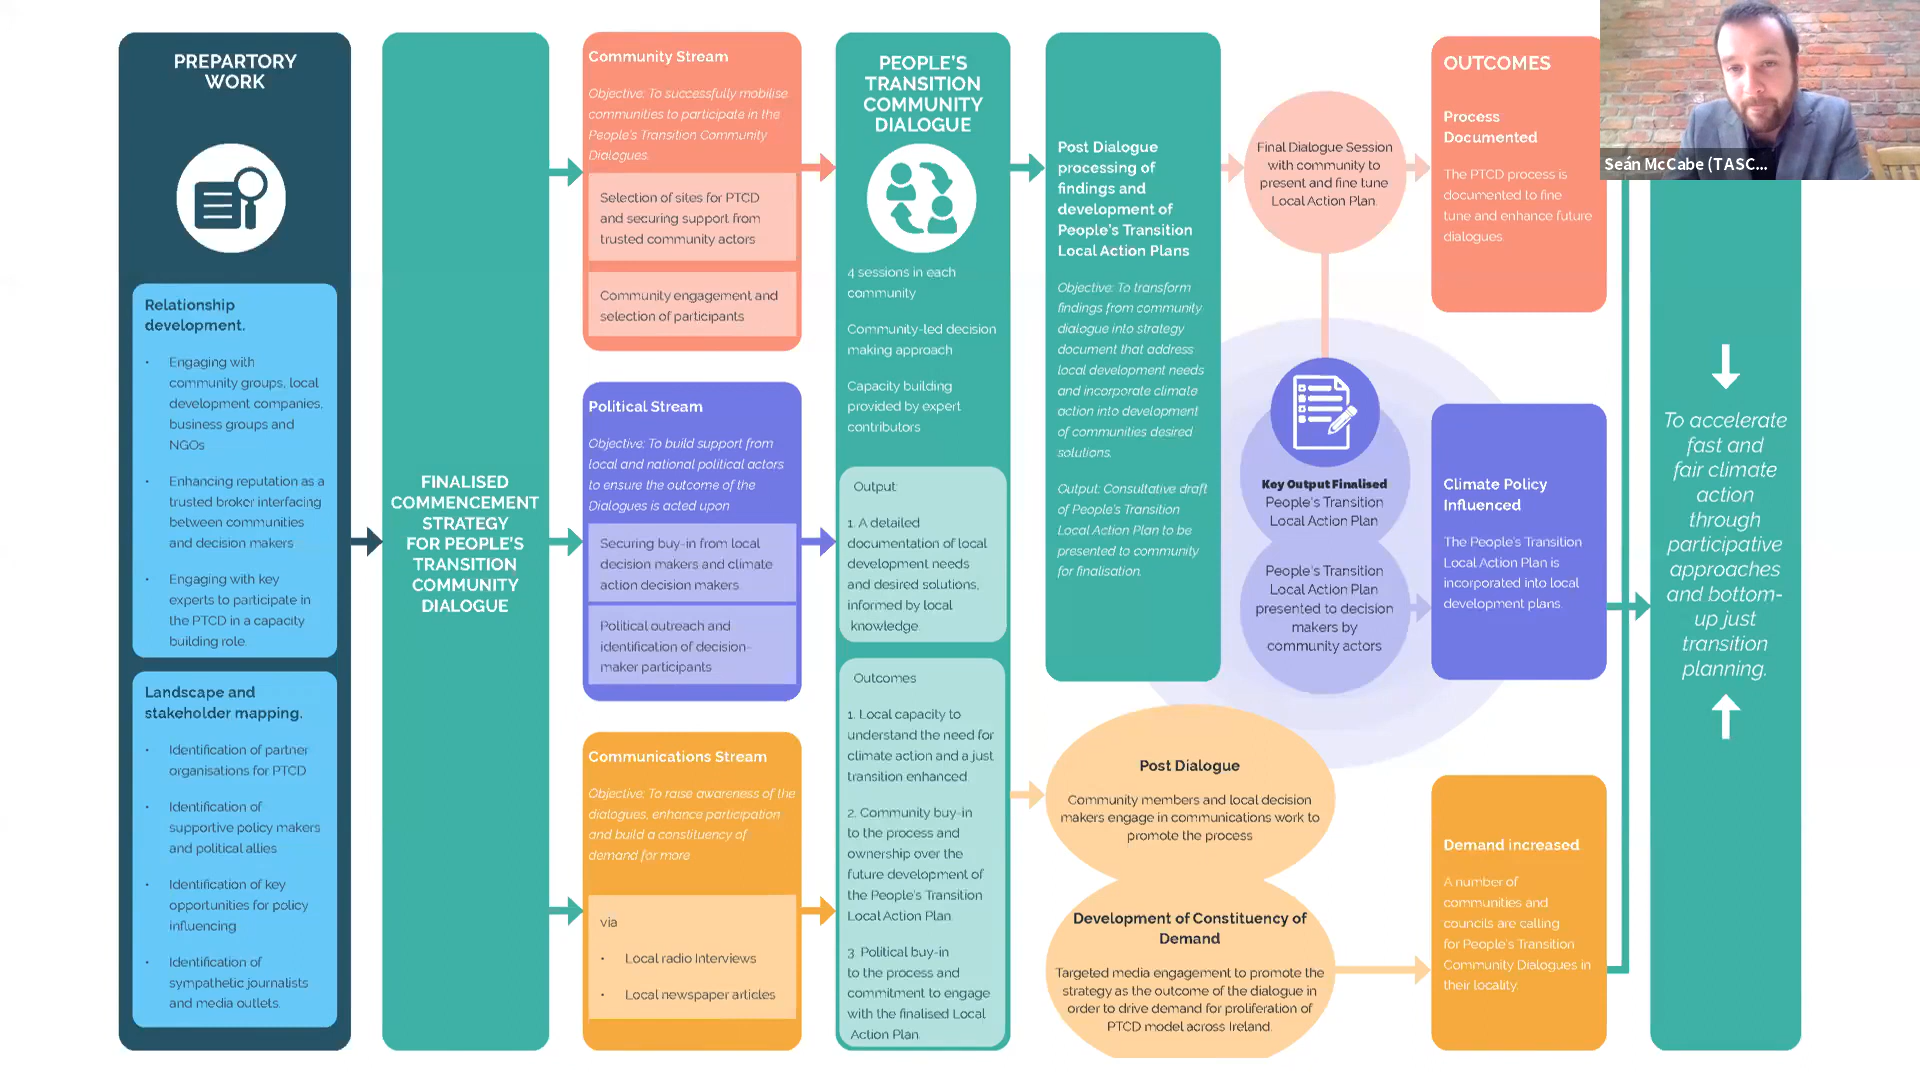 PREPARTORY
WORK
Relationship
development.
• Engaging with
community groups, local
development companies,
business groups and
NGOs
• Enhancing reputation as a
trusted broker interfacing
between communities
and decision makers
• Engaging with key
experts to participate in
the PTCD in a capacity
building role.
Landscape and
stakeholder mapping.
• Identification of partner
organisations for PTCD
• Identification of
supportive policy makers
and political allies
• Identification of key
opportunities for policy
influencing
• Identification of
sympathetic journalists
and media outlets.
FINALISED
COMMENCEMENT
STRATEGY
FOR PEOPLE'S
TRANSITION
COMMUNITY
DIALOGUE
Community Stream
Objective: To successfully mobilise
communities to participate in the
People's Transition Community
Dialogues.
Selection of sites for PTCD
and securing support from
trusted community actors
Community engagement and
selection of participants
Political Stream
Objective: To build support from
local and national political actors
to ensure the outcome of the
Dialogues is acted upon
Securing buy-in from local
decision makers and climate
action decision makers
Political outreach and
identification of decision-
maker participants
Communications Stream
Objective: To raise awareness of the
dialogues, enhance participation
and build a constituency of
demand for more
via
• Local radio Interviews
• Local newspaper articles
PEOPLE'S
TRANSITION
COMMUNITY
DIALOGUE
4 sessions in each
community
Community-led decision
making approach
Capacity building
provided by expert
contributors
Output:
1. A detailed
documentation of local
development needs
and desired solutions,
informed by local
knowledge.
Outcomes
1. Local capacity to
understand the need for
climate action and a just
transition enhanced.
2. Community buy-in
to the process and
ownership over the
future development of
the People's Transition
Local Action Plan
3. Political buy-in
to the process and
commitment to engage
with the finalised Local
Action Plan.
Post Dialogue
processing of
findings and
development of
People's Transition
Local Action Plans
Objective: To transform
findings from community
dialogue into strategy
document that address
local development needs
and incorporate climate
action into development
of communities desired
solutions.
Output: Consultative draft
of People's Transition
Local Action Plan to be
presented to community
for finalisation.
Final Dialogue Session
with community to
present and fine tune
Local Action Plan.
Key Output Finalised
People's Transition
Local Action Plan
People's Transition
Local Action Plan
presented to decision
makers by
community actors
Post Dialogue
Community members and local decision
makers engage in communications work to
promote the process
Development of Constituency of
Demand
Targeted media engagement to promote the
strategy as the outcome of the dialogue in
order to drive demand for proliferation of
PTCD model across Ireland.
OUTCOMES
Process
Documented
The PTCD process is
documented to fine
tune and enhance future
dialogues.
Climate Policy
Influenced
The People's Transition
Local Action Plan is
incorporated into local
development plans.
Demand increased
A number of
communities and
councils are calling
for People's Transition
Community Dialogues in
their locality.
To accelerate
fast and
fair climate
action
through
participative
approaches
and bottom-
up just
transition
planning.
Seán McCabe (TASC...